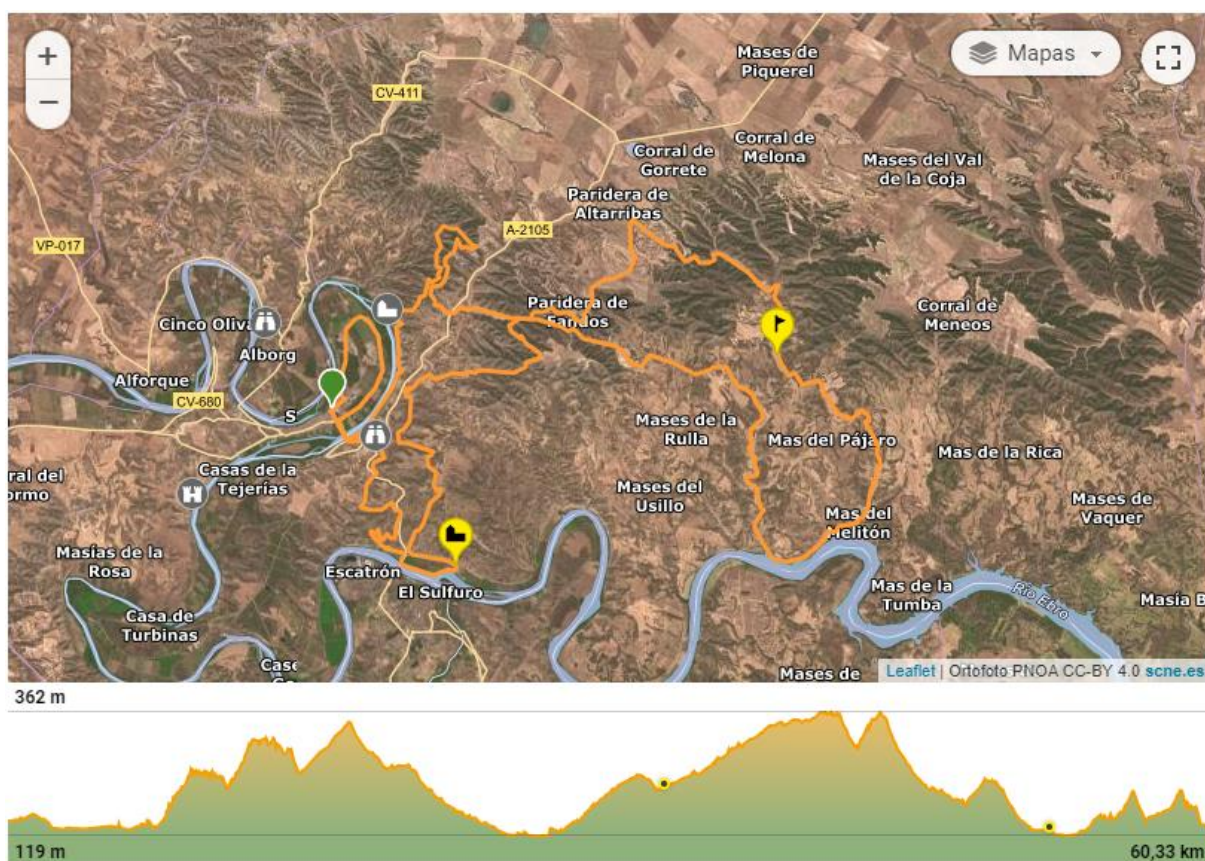 +
Mapas
−
Mases de
Piquerel
CV-411
Corral de
Gorrete
Corral de
Melona
Mases del Val
de la Coja
Paridera de
Altarribas
A-2105
VP-017
Paridera de
Fandos
Corral de
Meneos
Cinco Oliva
Alborg
Alforque
CV-680
S
Mases de la
Rulla
Mas del Pájaro
Mas de la Rica
Casas de la
Tejerías
ral del
ormo
Mases del
Usillo
Mases de
Vaquer
Mas del
Melitón
Masías de la
Rosa
Escatrón
El Sulfuro
Mas de la
Tumba
Río Ebro
Masía B
Casa de
Turbinas
Case
Mases de
Leaflet | Ortofoto PNOA CC-BY 4.0 scne.es
362 m
119 m
60,33 km